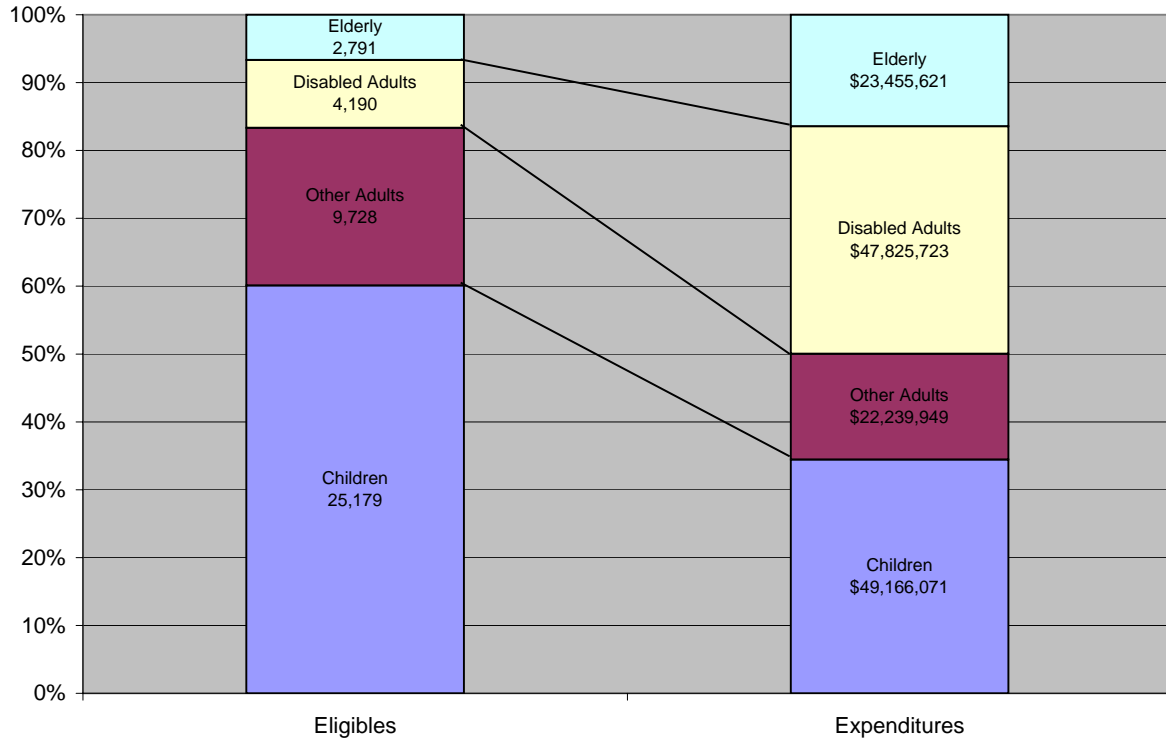 100%
90%
80%
70%
60%
50%
40%
30%
20%
10%
0%
Elderly
2,791
Disabled Adults
4,190
Other Adults
9,728
Children
25,179
Elderly
$23,455,621
Disabled Adults
$47,825,723
Other Adults
$22,239,949
Children
$49,166,071
Eligibles
Expenditures